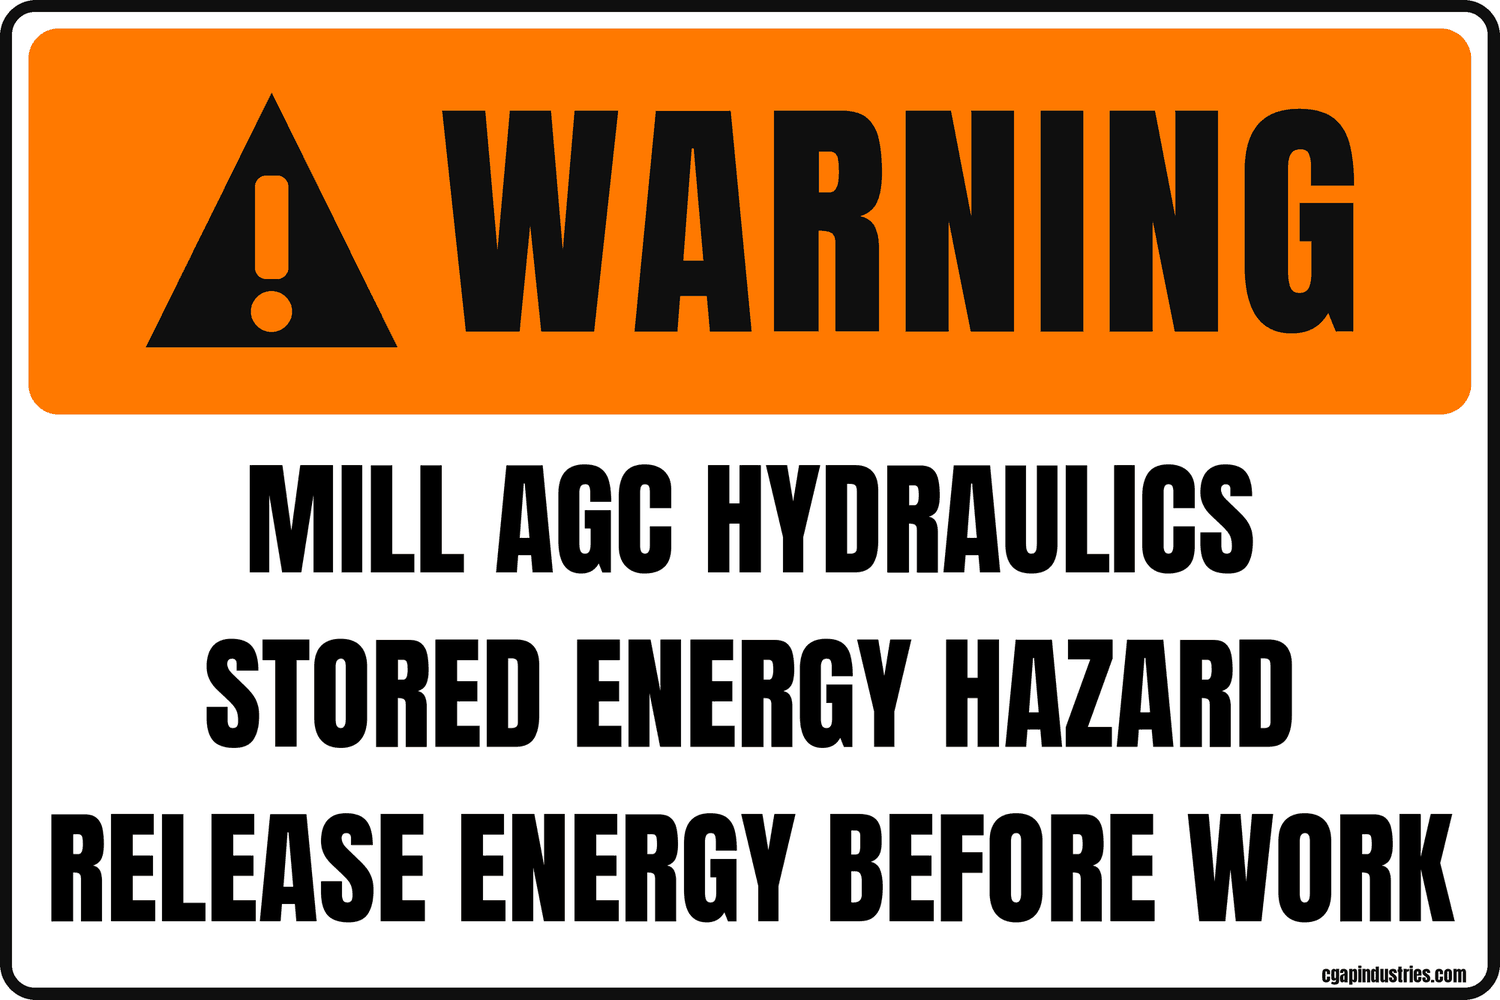 WARNING
MILL AGC HYDRAULICS
STORED ENERGY HAZARD
RELEASE ENERGY BEFORE WORK
cgapindustries.com